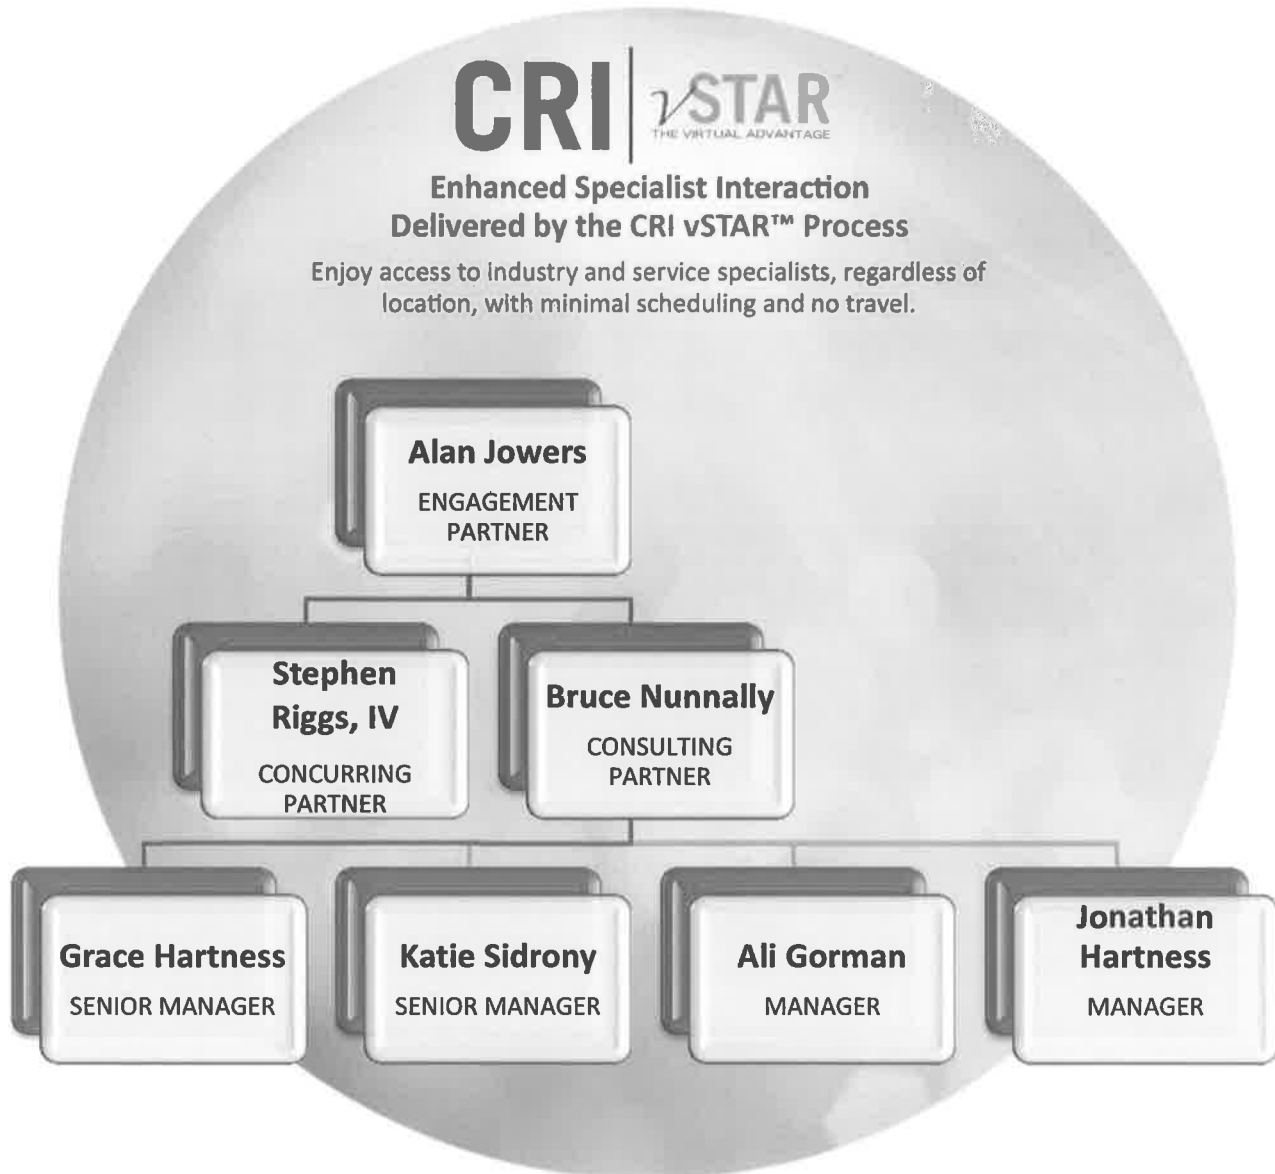 CRI
vSTAR
THE VIRTUAL ADVANTAGE
Enhanced Specialist Interaction
Delivered by the CRI vSTAR™ Process
Enjoy access to industry and service specialists, regardless of
location, with minimal scheduling and no travel.
Alan Jowers
ENGAGEMENT
PARTNER
Stephen
Riggs, IV
CONCURRING
PARTNER
Bruce Nunnally
CONSULTING
PARTNER
Grace Hartness
SENIOR MANAGER
Katie Sidrony
SENIOR MANAGER
Ali Gorman
MANAGER
Jonathan
Hartness
MANAGER